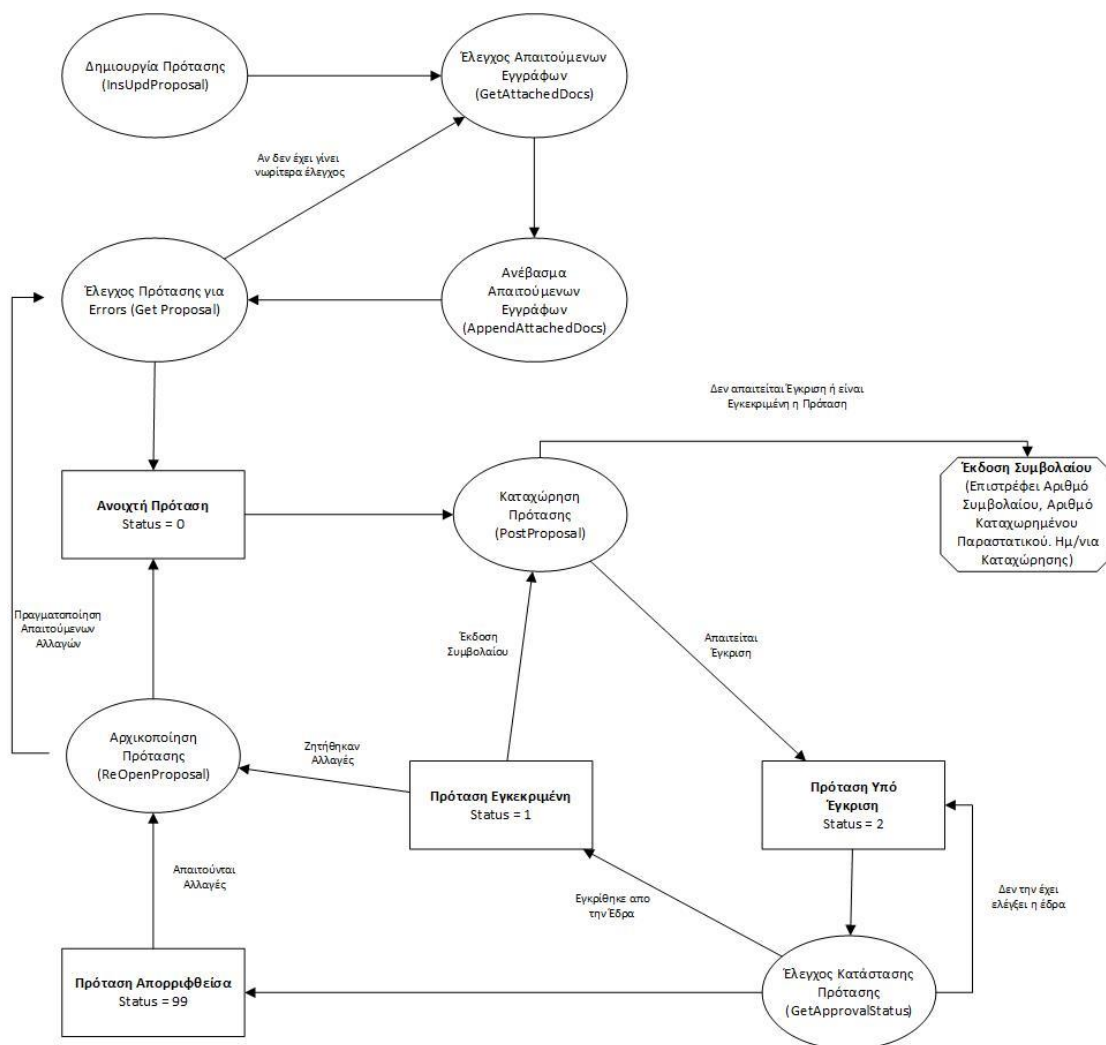 Δημιουργία Πρότασης
(InsUpdProposal)
Έλεγχος Απαιτούμενων
Εγγράφων
(GetAttachedDocs)
Αν δεν έχει γίνει
νωρίτερα έλεγχος
Έλεγχος Πρότασης για
Errors (Get Proposal)
Ανέβασμα
Απαιτούμενων
Εγγράφων
(AppendAttachedDocs)
Δεν απαιτείται Έγκριση ή είναι
Εγκεκριμένη η Πρόταση
Ανοιχτή Πρόταση
Status = 0
Καταχώρηση
Πρότασης
(PostProposal)
Έκδοση Συμβολαίου
(Επιστρέφει Αριθμό
Συμβολαίου, Αριθμό
Καταχωρημένου
Παραστατικού. Ημ/νια
Καταχώρησης)
Πραγματοποίηση
Απαιτούμενων
Αλλαγών
Έκδοση
Συμβολαίου
Απαιτείται
Έγκριση
Αρχικοποίηση
Πρότασης
(ReOpenProposal)
Ζητήθηκαν
Αλλαγές
Πρόταση Εγκεκριμένη
Status = 1
Πρόταση Υπό
Έγκριση
Status = 2
Απαιτούνται
Αλλαγές
Εγκρίθηκε απο
την Έδρα
Δεν την έχει
ελέγξει η έδρα
Πρόταση Απορριφθείσα
Status = 99
Έλεγχος Κατάστασης
Πρότασης
(GetApprovalStatus)